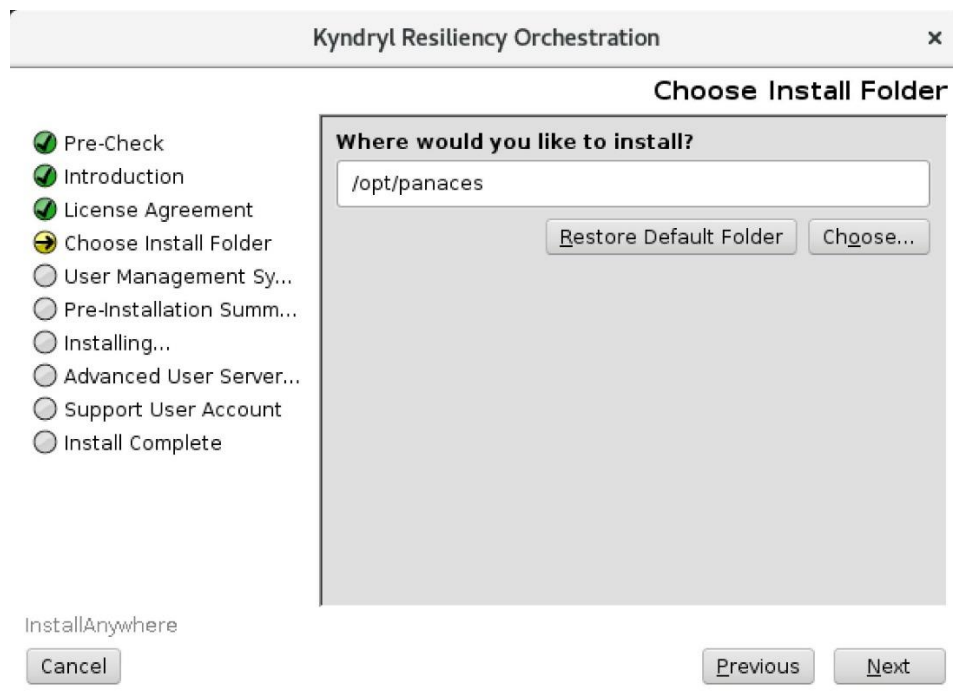 Kyndryl Resiliency Orchestration
Choose Install Folder
Pre-Check
Introduction
License Agreement
Choose Install Folder
User Management Sy...
Pre-Installation Summ...
Installing...
Advanced User Server...
Support User Account
Install Complete
Where would you like to install?
/opt/panaces
Restore Default Folder
Choose...
InstallAnywhere
Cancel
Previous
Next